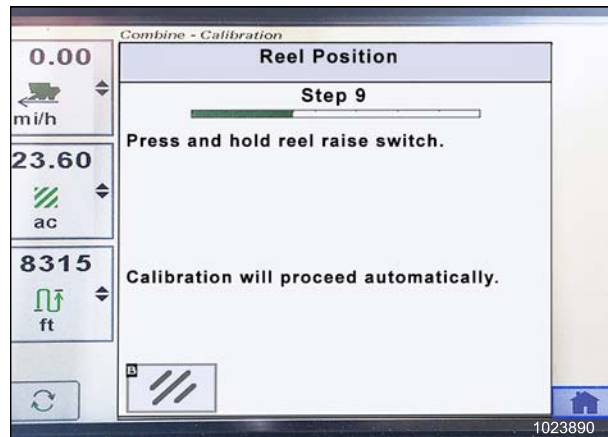 Combine - Calibration
Reel Position
Step 9
Press and hold reel raise switch.
Calibration will proceed automatically.
B
0.00
mi/h
23.60
ac
8315
ft
1023890